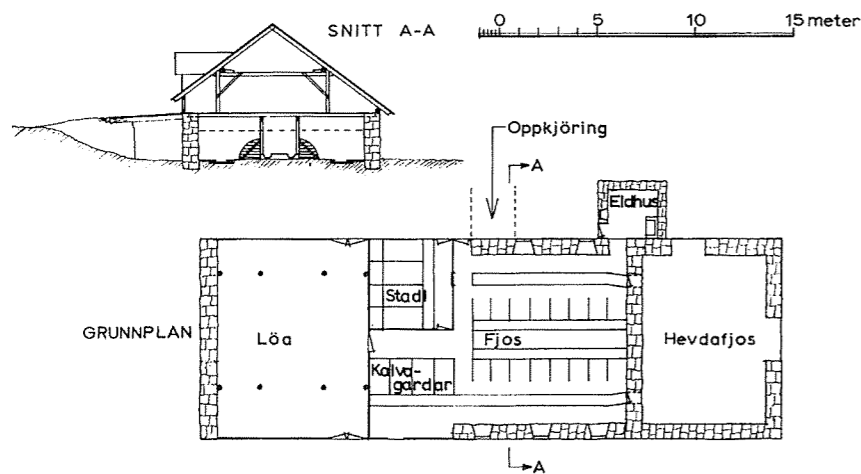 SNITT A-A
0 5 10 15 meter
Oppkjöring
A
Eldhus
Stadl
GRUNNPLAN
Löa
Fjos
Hevdafjos
Kalva-
gardar
A